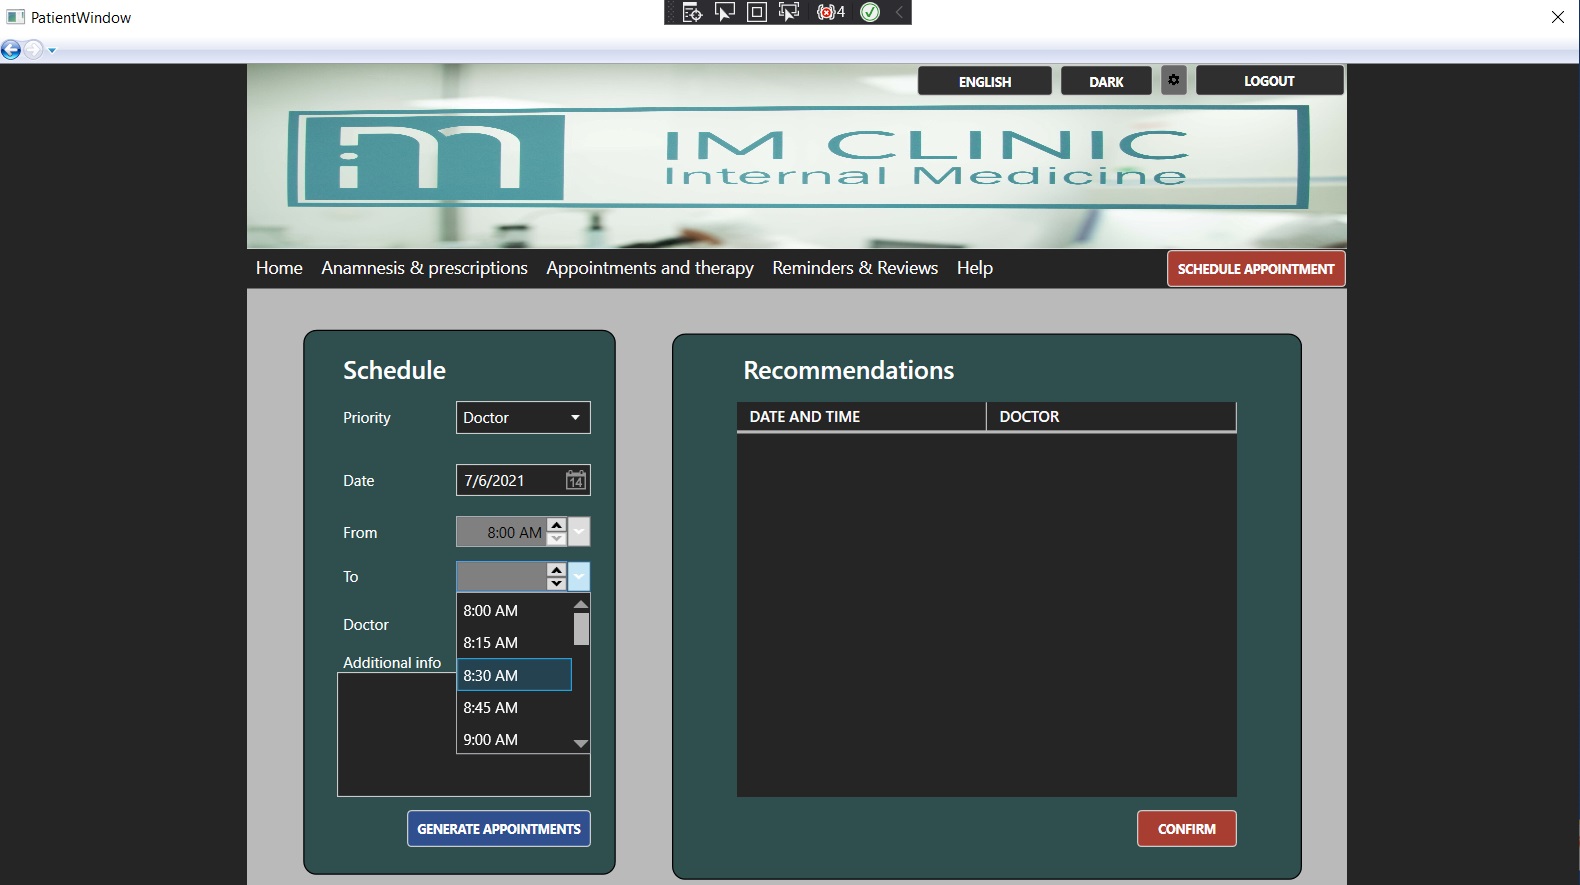 PatientWindow
4
ENGLISH DARK LOGOUT
im IM CLINIC
Internal Medicine
Home Anamnesis & prescriptions Appointments and therapy Reminders & Reviews Help SCHEDULE APPOINTMENT
Schedule
Priority Doctor
Date 7/6/2021 14
From 8:00 AM
To
8:00 AM
8:15 AM
Doctor
Additional info
8:30 AM
8:45 AM
9:00 AM
GENERATE APPOINTMENTS
Recommendations
DATE AND TIME DOCTOR
CONFIRM